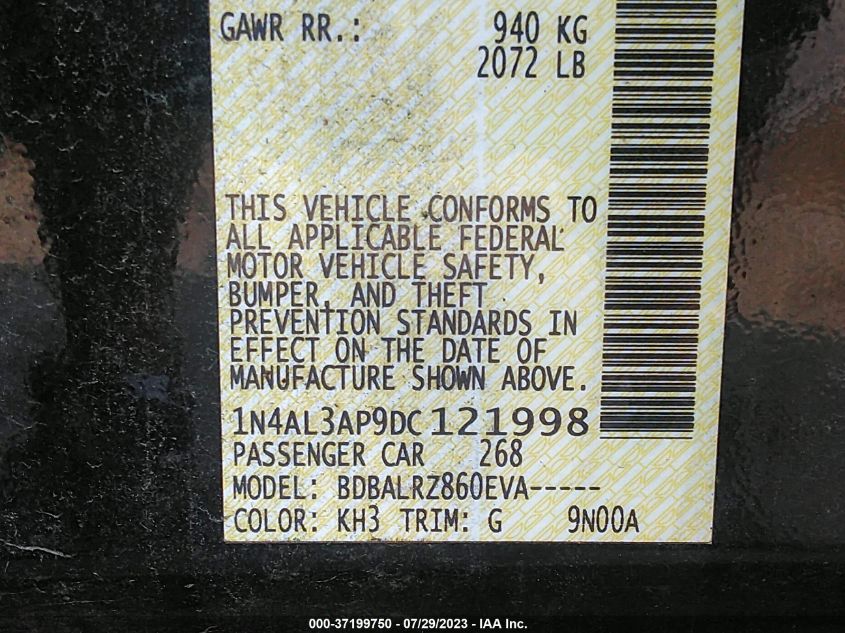 GAWR RR.: 940 KG
2072 LB
THIS VEHICLE CONFORMS TO
ALL APPLICABLE FEDERAL
MOTOR VEHICLE SAFETY,
BUMPER, AND THEFT
PREVENTION STANDARDS IN
EFFECT ON THE DATE OF
MANUFACTURE SHOWN ABOVE.
1N4AL3AP9DC121998
PASSENGER CAR 268
MODEL: BDBALRZ860EVA-----
COLOR: KH3 TRIM: G 9N00A
000-37199750 - 07/29/2023 - IAA Inc.